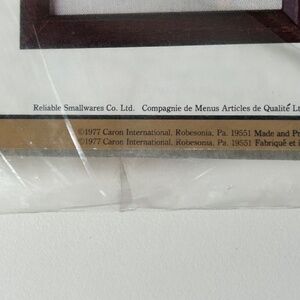 Reliable Smallwares Co. Ltd. Compagnie de Menus Articles de Qualité Lt
©1977 Caron International, Robesonia, Pa. 19551 Made and Pr
©1977 Caron International, Robesonia, Pa. 19551 Fabriqué et i